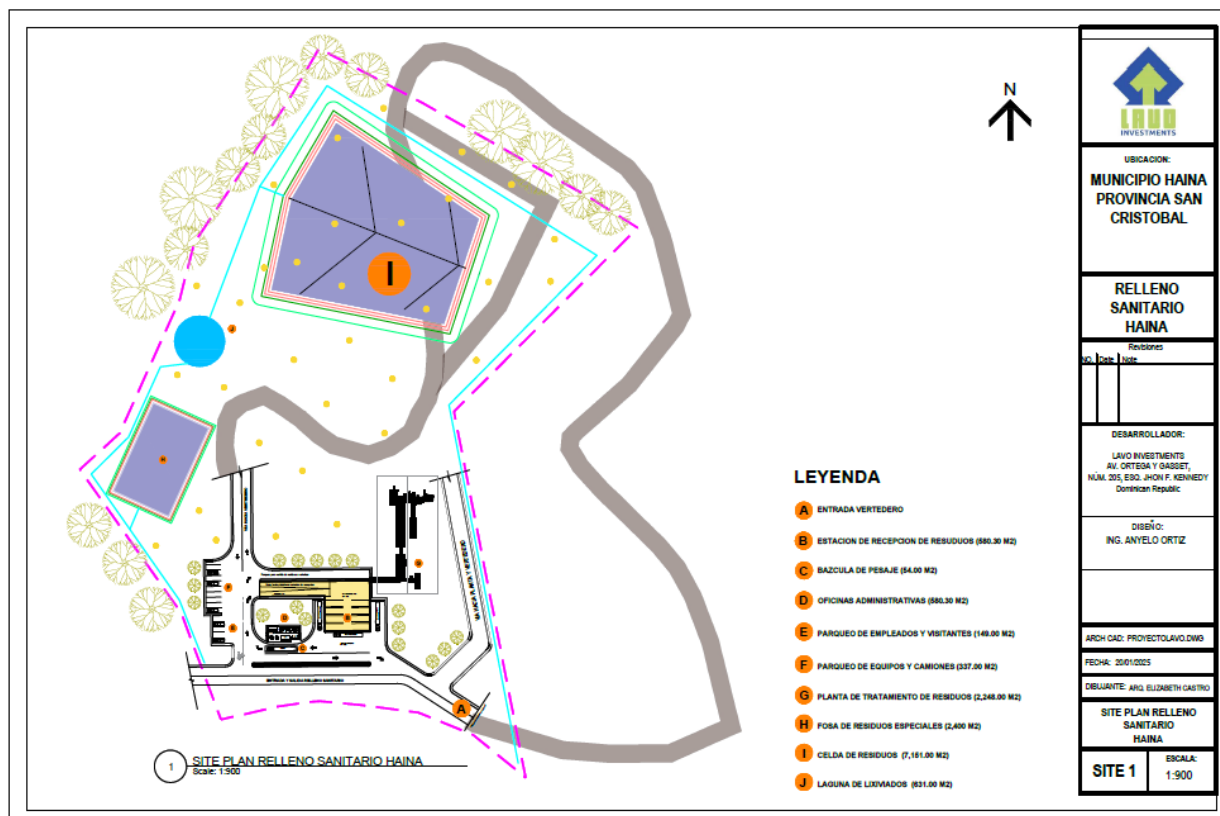 N
I
J
H
G
F
E
D
B
C
A
ENTRADA Y SALIDA RELLENO SANITARIO
1
SITE PLAN RELLENO SANITARIO HAINA
Scale: 1:900
LEYENDA
A ENTRADA VERTEDERO
B ESTACION DE RECEPCION DE RESUDUOS (580.30 M2)
C BAZCULA DE PESAJE (54.00 M2)
D OFICINAS ADMINISTRATIVAS (580.30 M2)
E PARQUEO DE EMPLEADOS Y VISITANTES (149.00 M2)
F PARQUEO DE EQUIPOS Y CAMIONES (337.00 M2)
G PLANTA DE TRATAMIENTO DE RESIDUOS (2,248.00 M2)
H FOSA DE RESIDUOS ESPECIALES (2,400 M2)
I CELDA DE RESIDUOS (7,151.00 M2)
J LAGUNA DE LIXIVIADOS (631.00 M2)
LAVO
INVESTMENTS
UBICACION:
MUNICIPIO HAINA
PROVINCIA SAN
CRISTOBAL
RELLENO
SANITARIO
HAINA
Revisiones
NO. Date Note
DESARROLLADOR:
LAVO INVESTMENTS
AV. ORTEGA Y GASSET,
NÚM. 205, ESQ. JHON F. KENNEDY
Dominican Republic
DISEÑO:
ING. ANYELO ORTIZ
ARCH CAD: PROYECTOLAVO.DWG
FECHA: 20/01/2025
DIBUJANTE: ARQ. ELIZABETH CASTRO
SITE PLAN RELLENO
SANITARIO
HAINA
SITE 1
ESCALA:
1:900